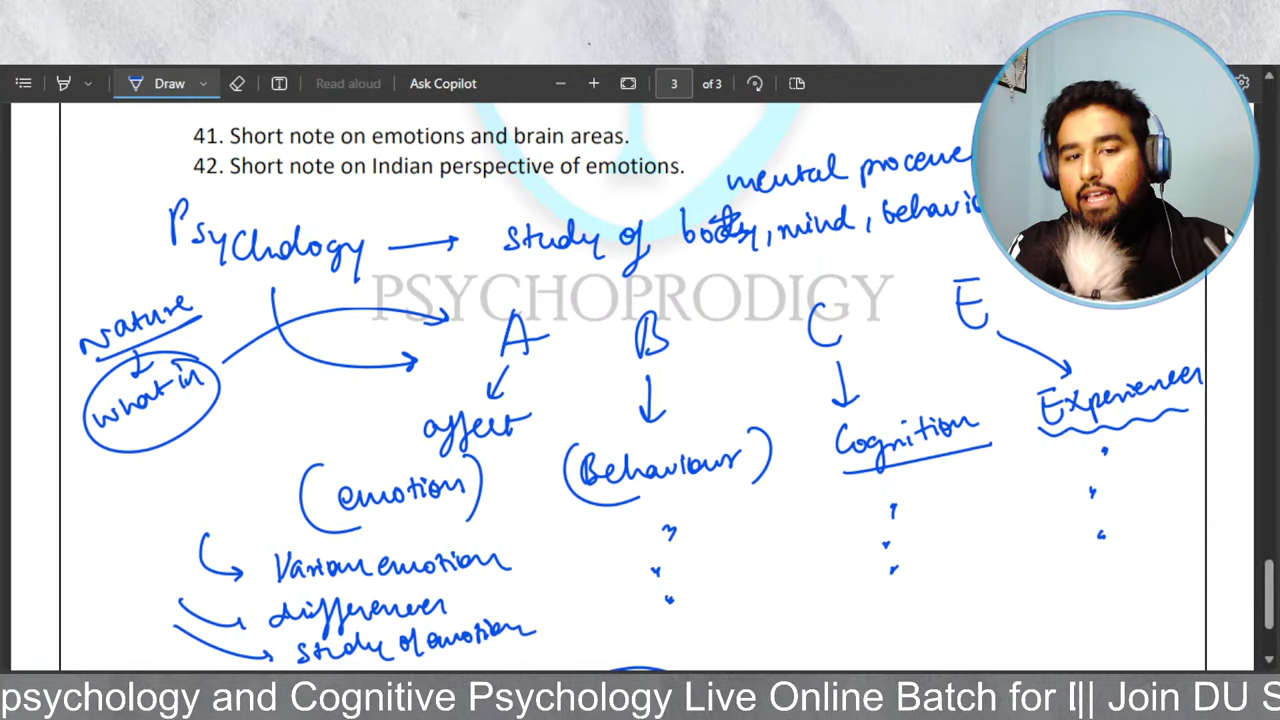 Draw
Read aloud
Ask Copilot
3 of 3
41. Short note on emotions and brain areas.
42. Short note on Indian perspective of emotions.
mental processe
Psychology → study of body, mind, behavio
PSYCHOPRODIGY
Nature
what is
A B C E
affect
(emotion)
(Behaviour)
Cognition
Experiences
Various emotion
differences
study of emotion
psychology and Cognitive Psychology Live Online Batch for D|| Join DU S